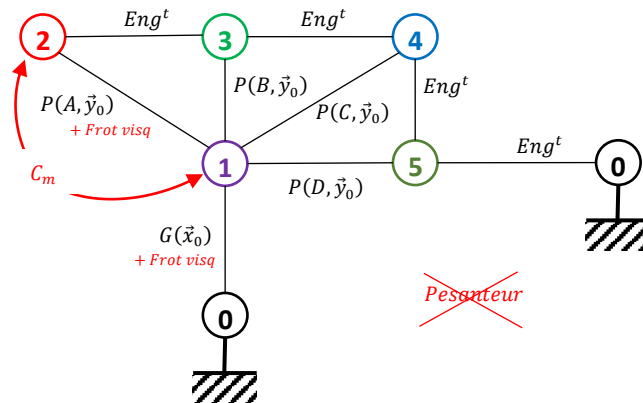 Eng^t
Eng^t
2
3
4
P(A, y⃗₀)
+ Frot visq
P(B, y⃗₀)
P(C, y⃗₀)
Eng^t
C_m
1
P(D, y⃗₀)
5
Eng^t
0
G(x⃗₀)
+ Frot visq
Pesanteur
0